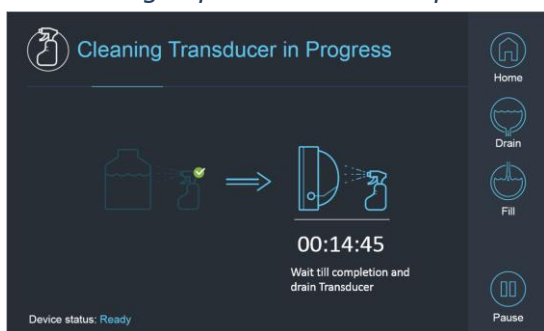 Cleaning Transducer in Progress
Home
Drain
Fill
00:14:45
Wait till completion and
drain Transducer
Device status: Ready
Pause